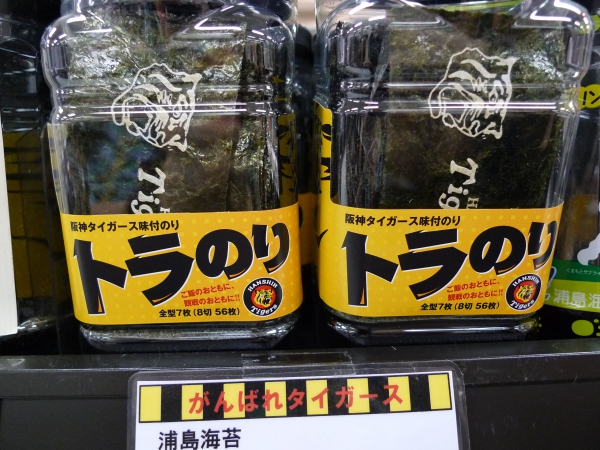 阪神タイガース味付のり
トラのり
ご飯のおともに、
観戦のおともに!!
全型7枚(8切 56枚)
HANSHIN
Tigers
阪神タイガース味付のり
トラのり
ご飯のおともに、
観戦のおともに!!
全型7枚(8切 56枚)
HANSHIN
Tigers
浦島海
がんばれタイガース
浦島海苔